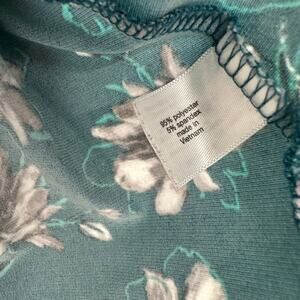 95% polyester
5% spandex
made in
Vietnam